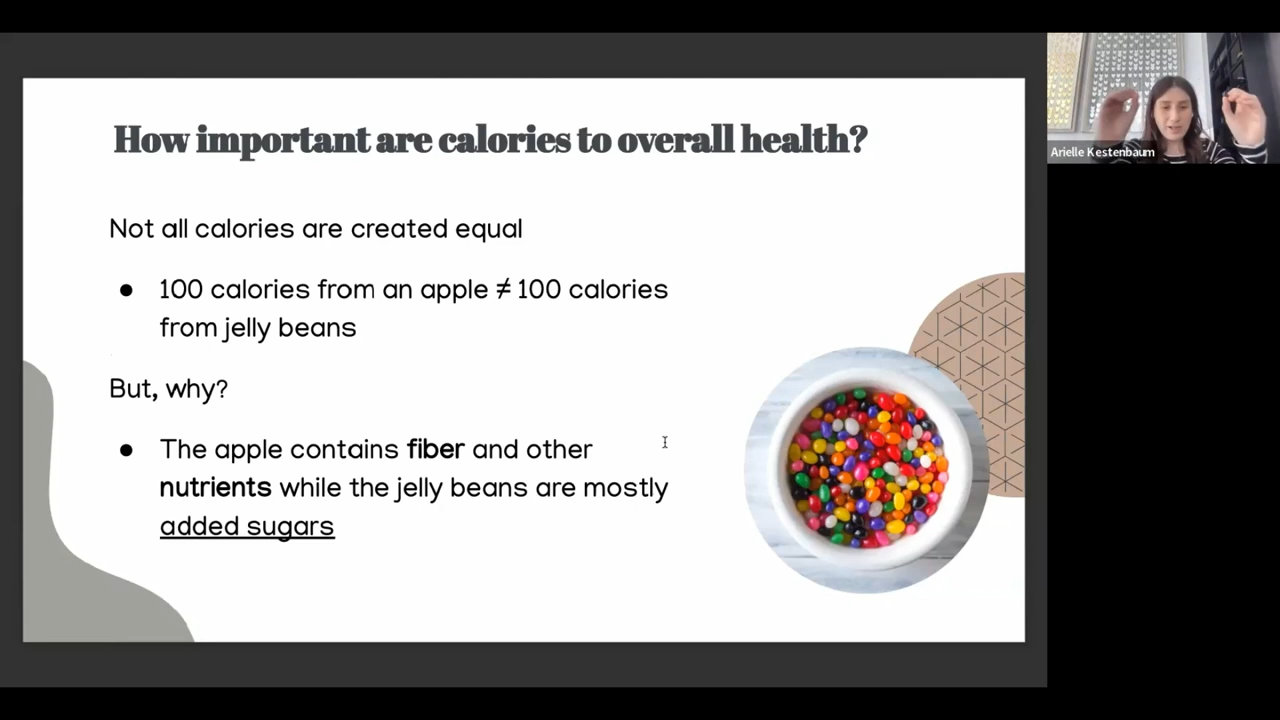 How important are calories to overall health?
Arielle Kestenbaum
Not all calories are created equal
● 100 calories from an apple ≠ 100 calories
from jelly beans
But, why?
● The apple contains fiber and other
nutrients while the jelly beans are mostly
added sugars